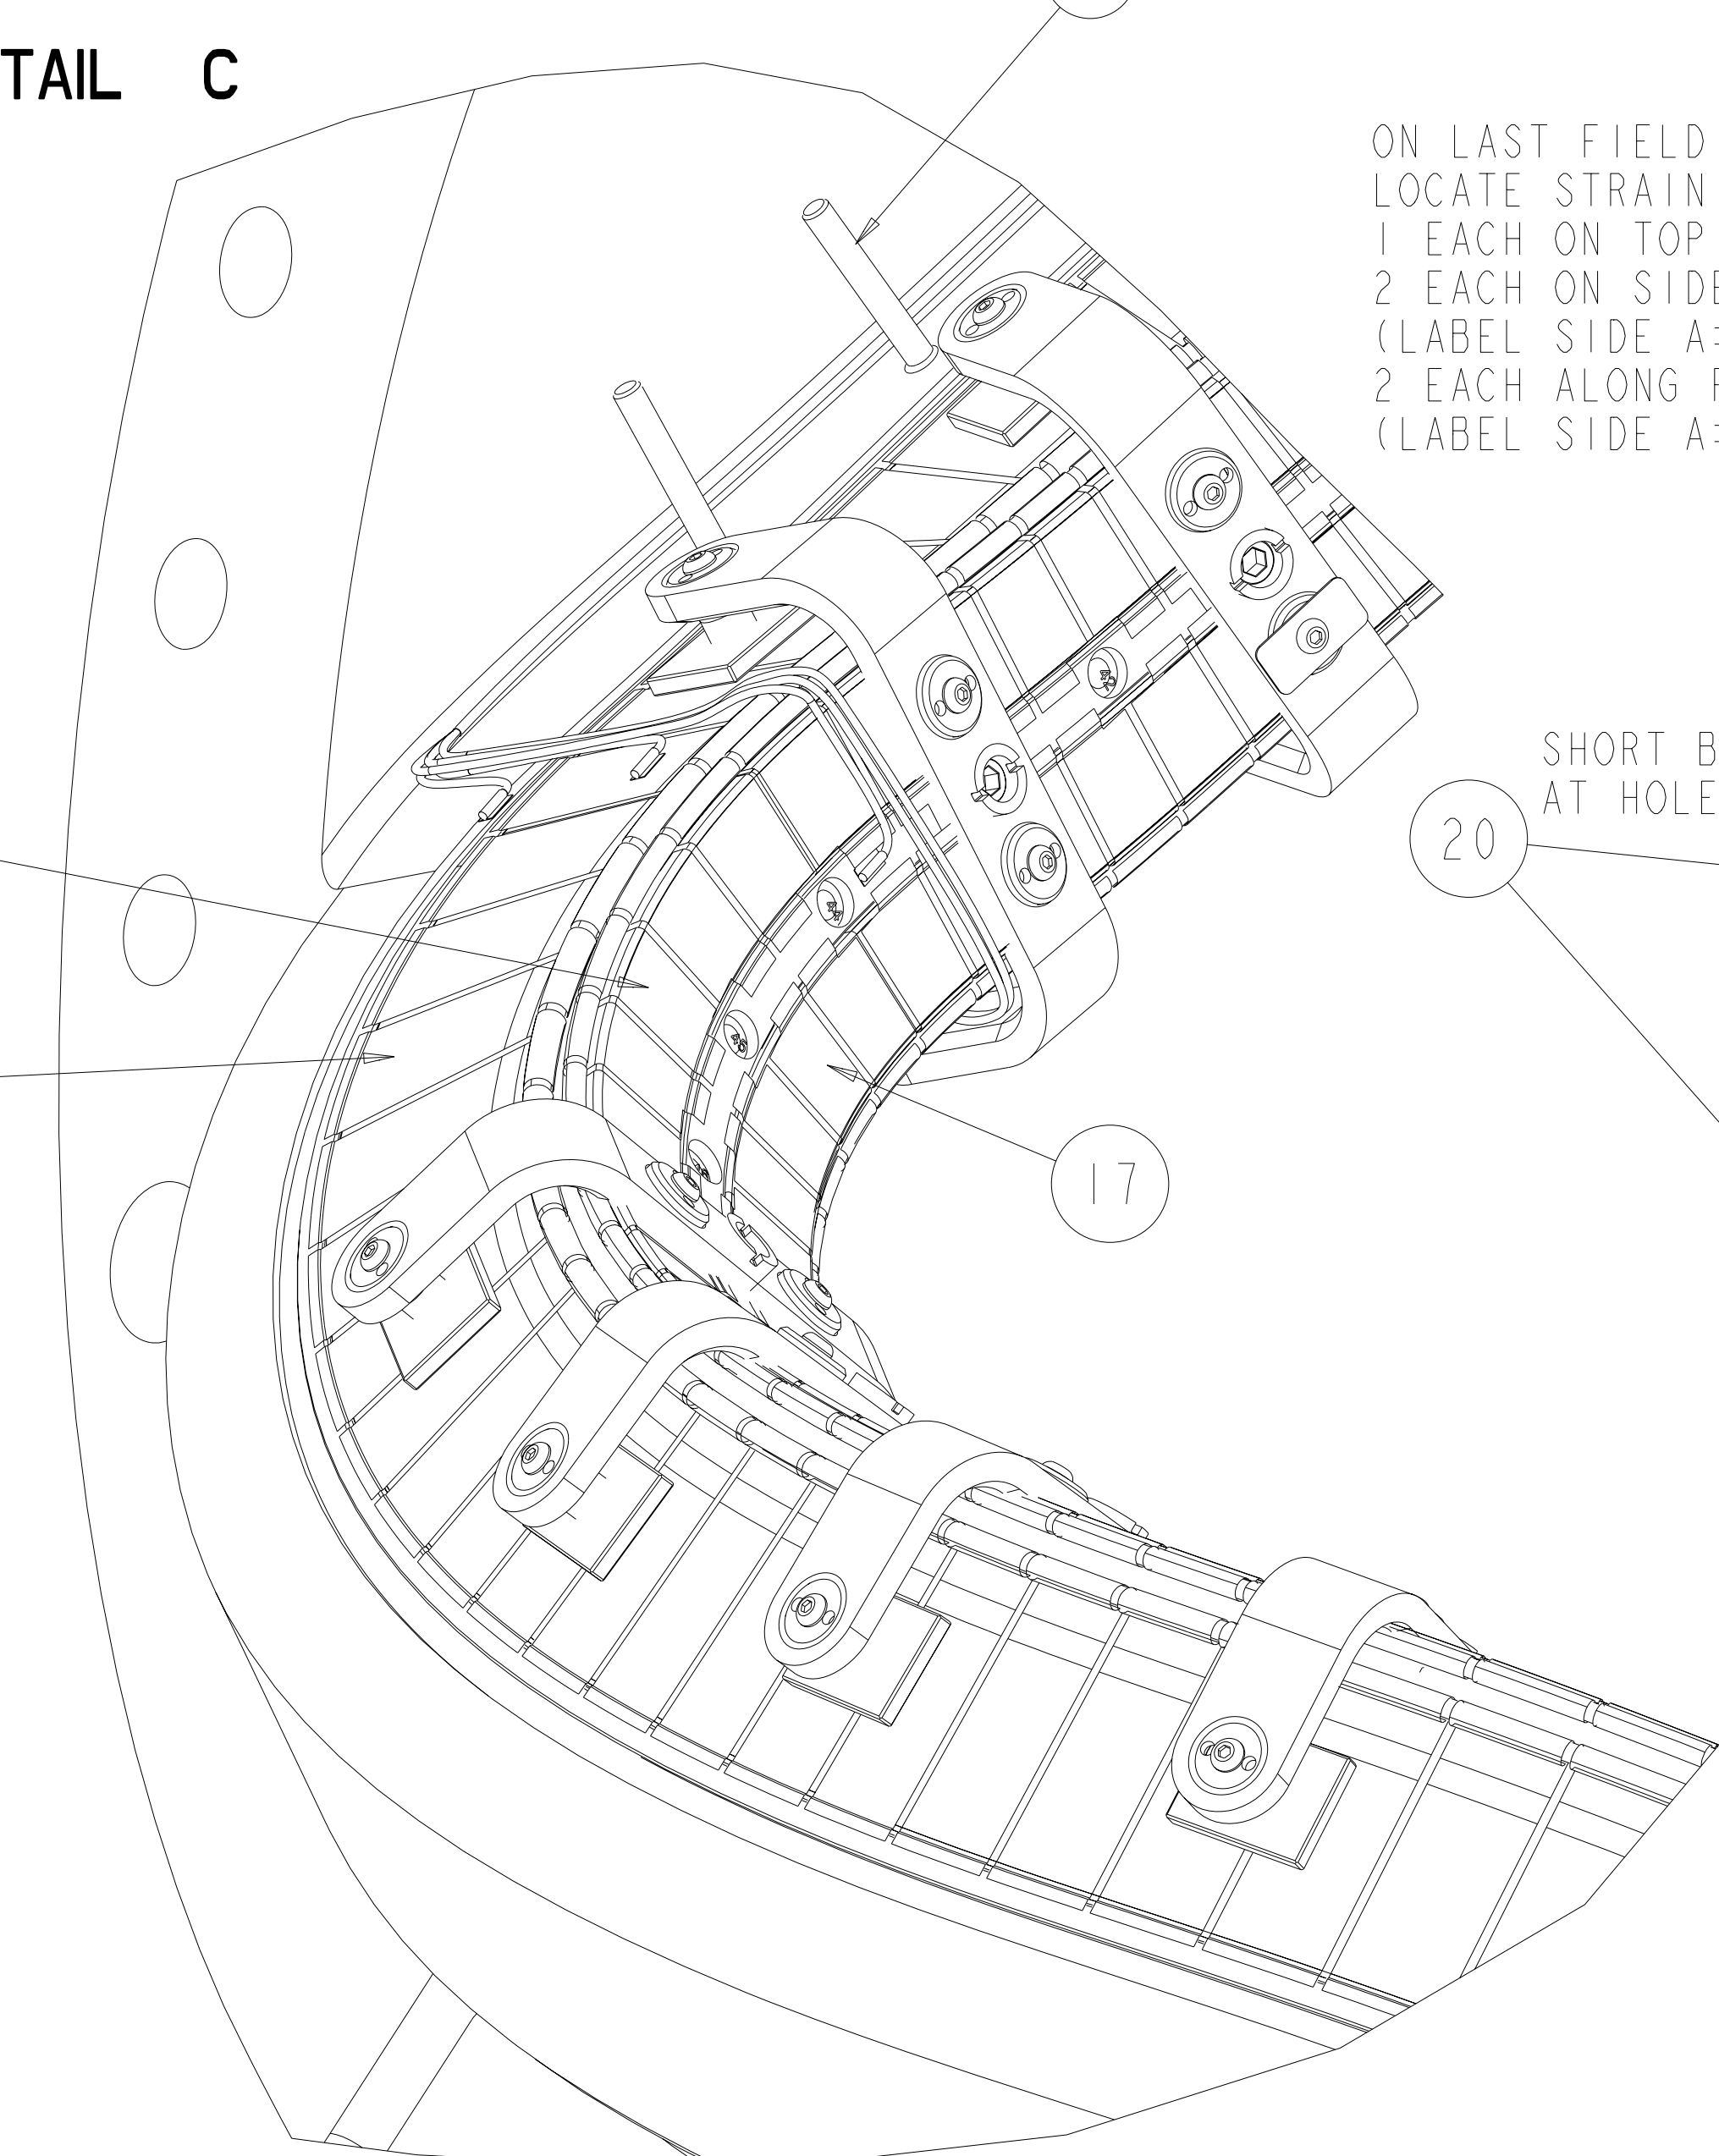 TAIL C
ON LAST FIELD
LOCATE STRAIN
1 EACH ON TOP
2 EACH ON SIDE
(LABEL SIDE A=
2 EACH ALONG
(LABEL SIDE A=
SHORT B
AT HOLE
20
17